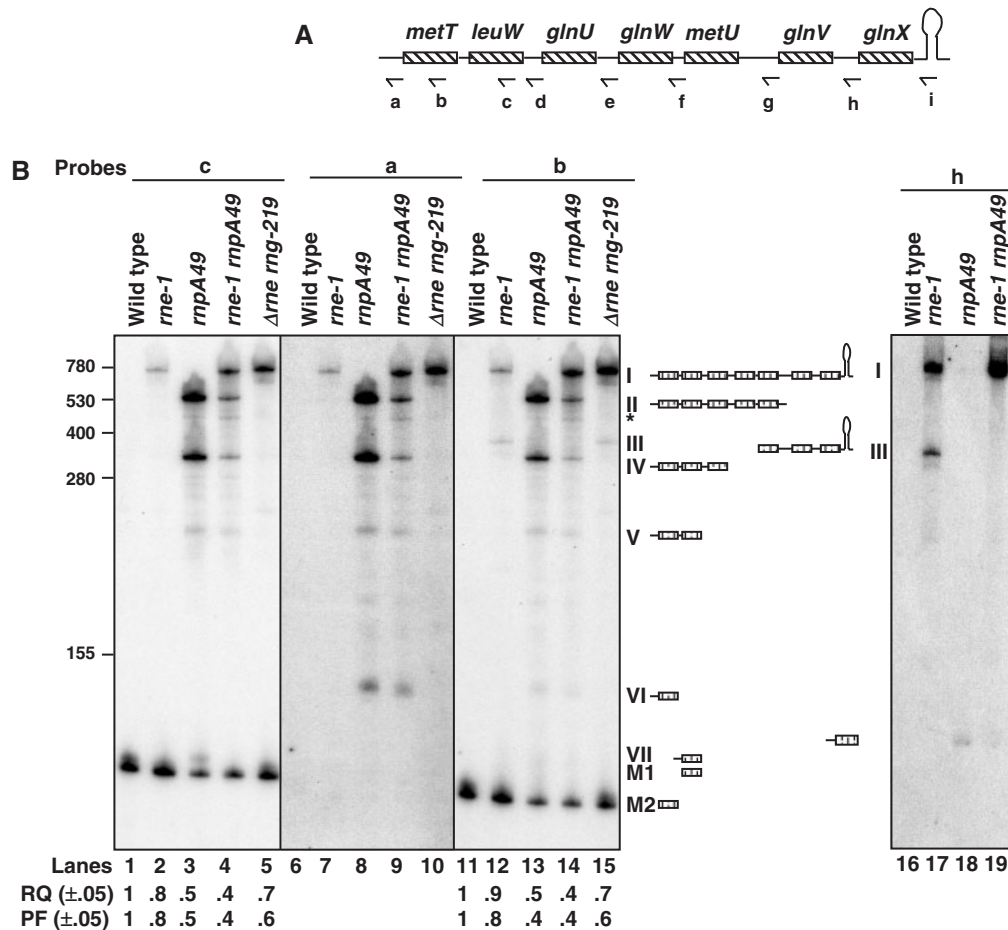 A
metT leuW glnU glnW metU glnV glnX
a b c d e f g h i
B
Probes c a b h
Wild type
rne-1
rnpA49
rne-1 rnpA49
Δrne rng-219
Wild type
rne-1
rnpA49
rne-1 rnpA49
Δrne rng-219
Wild type
rne-1
rnpA49
rne-1 rnpA49
Δrne rng-219
Wild type
rne-1
rnpA49
rne-1 rnpA49
780
530
400
280
155
I
II
*
III
IV
V
VI
VII
M1
M2
I
III
Lanes 1 2 3 4 5 6 7 8 9 10 11 12 13 14 15 16 17 18 19
RQ (±.05) 1 .8 .5 .4 .7 1 .9 .5 .4 .7
PF (±.05) 1 .8 .5 .4 .6 1 .8 .4 .4 .6